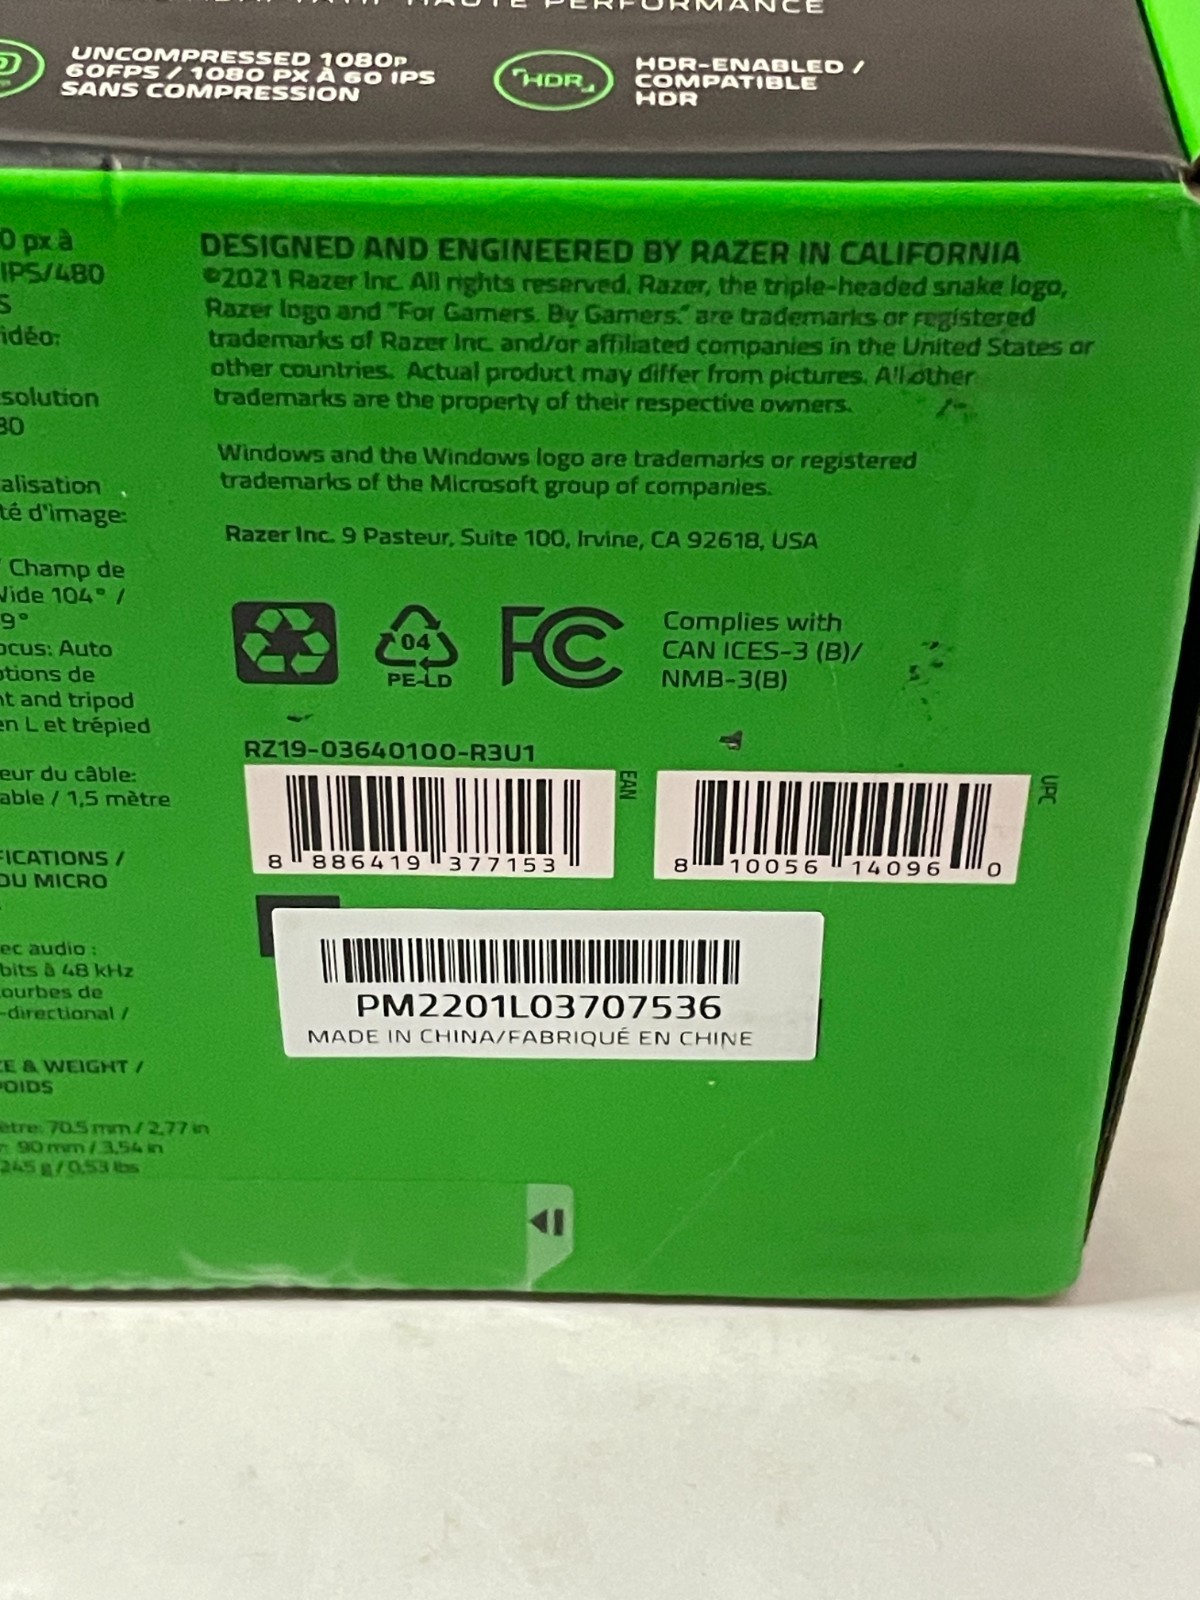 HAUTE PERFORMANCE
UNCOMPRESSED 1080p
60FPS / 1080 PX À 60 IPS
SANS COMPRESSION
HDR
HDR-ENABLED /
COMPATIBLE
HDR
0 px à
IPS/480
S
idéo:
solution
80
alisation
té d'image:
Champ de
Wide 104° /
9°
ocus: Auto
ptions de
nt and tripod
en L et trépied
eur du câble:
able / 1,5 mètre
FICATIONS /
DU MICRO
ec audio :
bits à 48 kHz
ourbes de
-directional /
E & WEIGHT /
POIDS
ètre: 70.5 mm / 2,77 in
r: 90 mm / 3,54 in
245 g / 0,53 lbs
DESIGNED AND ENGINEERED BY RAZER IN CALIFORNIA
©2021 Razer Inc. All rights reserved. Razer, the triple-headed snake logo,
Razer logo and "For Gamers. By Gamers." are trademarks or registered
trademarks of Razer Inc. and/or affiliated companies in the United States or
other countries. Actual product may differ from pictures. All other
trademarks are the property of their respective owners.
Windows and the Windows logo are trademarks or registered
trademarks of the Microsoft group of companies.
Razer Inc. 9 Pasteur, Suite 100, Irvine, CA 92618, USA
04
PE-LD
FC
Complies with
CAN ICES-3 (B)/
NMB-3(B)
RZ19-03640100-R3U1
EAN
8 886419 377153
UPC
8 10056 14096 0
PM2201L03707536
MADE IN CHINA/FABRIQUÉ EN CHINE